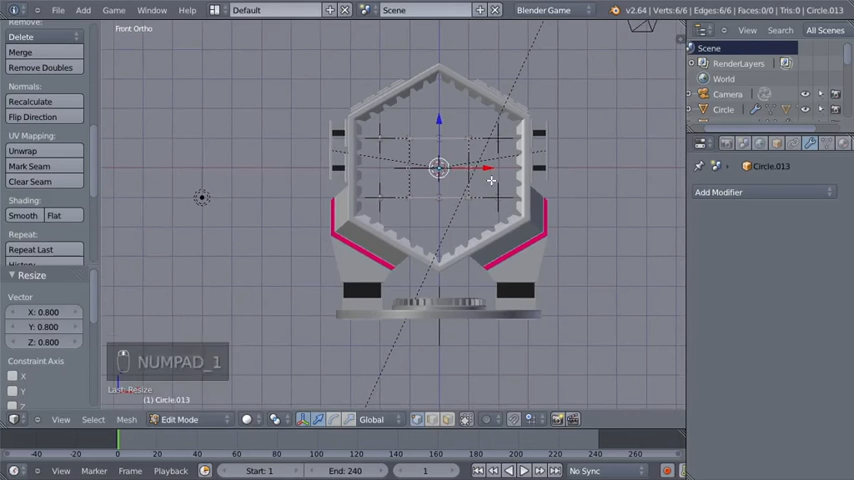 File Add Game Window Help Default Scene Blender Game v2.64 | Verts:6/6 | Edges:6/6 | Faces:0/0 | Tris:0 | Circle.013
Remove:
Delete
Merge
Remove Doubles
Normals:
Recalculate
Flip Direction
UV Mapping:
Unwrap
Mark Seam
Clear Seam
Shading:
Smooth Flat
Repeat:
Repeat Last
History...
Resize
Vector
X: 0.800
Y: 0.800
Z: 0.800
Constraint Axis
X
Y
Front Ortho
NUMPAD_1
Last: Resize
(1) Circle.013
View Select Mesh Edit Mode Global
View Search All Scenes
Scene
RenderLayers
World
Camera
Circle
Circle.013
Add Modifier
-40 -20 0 20 40 60 80 100 120 140 160 180 200 220 240 260
View Marker Frame Playback Start: 1 End: 240 1 No Sync